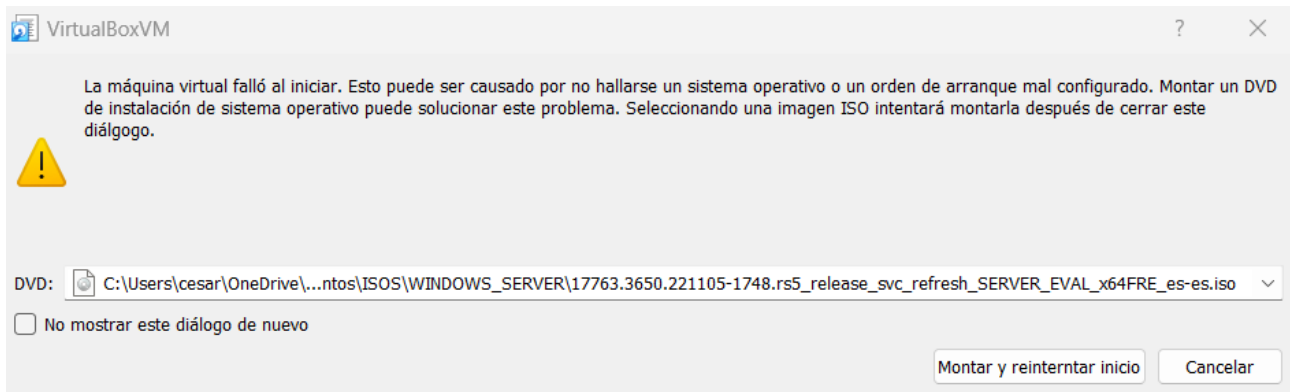 VirtualBoxVM
La máquina virtual falló al iniciar. Esto puede ser causado por no hallarse un sistema operativo o un orden de arranque mal configurado. Montar un DVD
de instalación de sistema operativo puede solucionar este problema. Seleccionando una imagen ISO intentará montarla después de cerrar este
diálgogo.
DVD: C:\Users\cesar\OneDrive\...ntos\ISOS\WINDOWS_SERVER\17763.3650.221105-1748.rs5_release_svc_refresh_SERVER_EVAL_x64FRE_es-es.iso
No mostrar este diálogo de nuevo
Montar y reinterntar inicio Cancelar